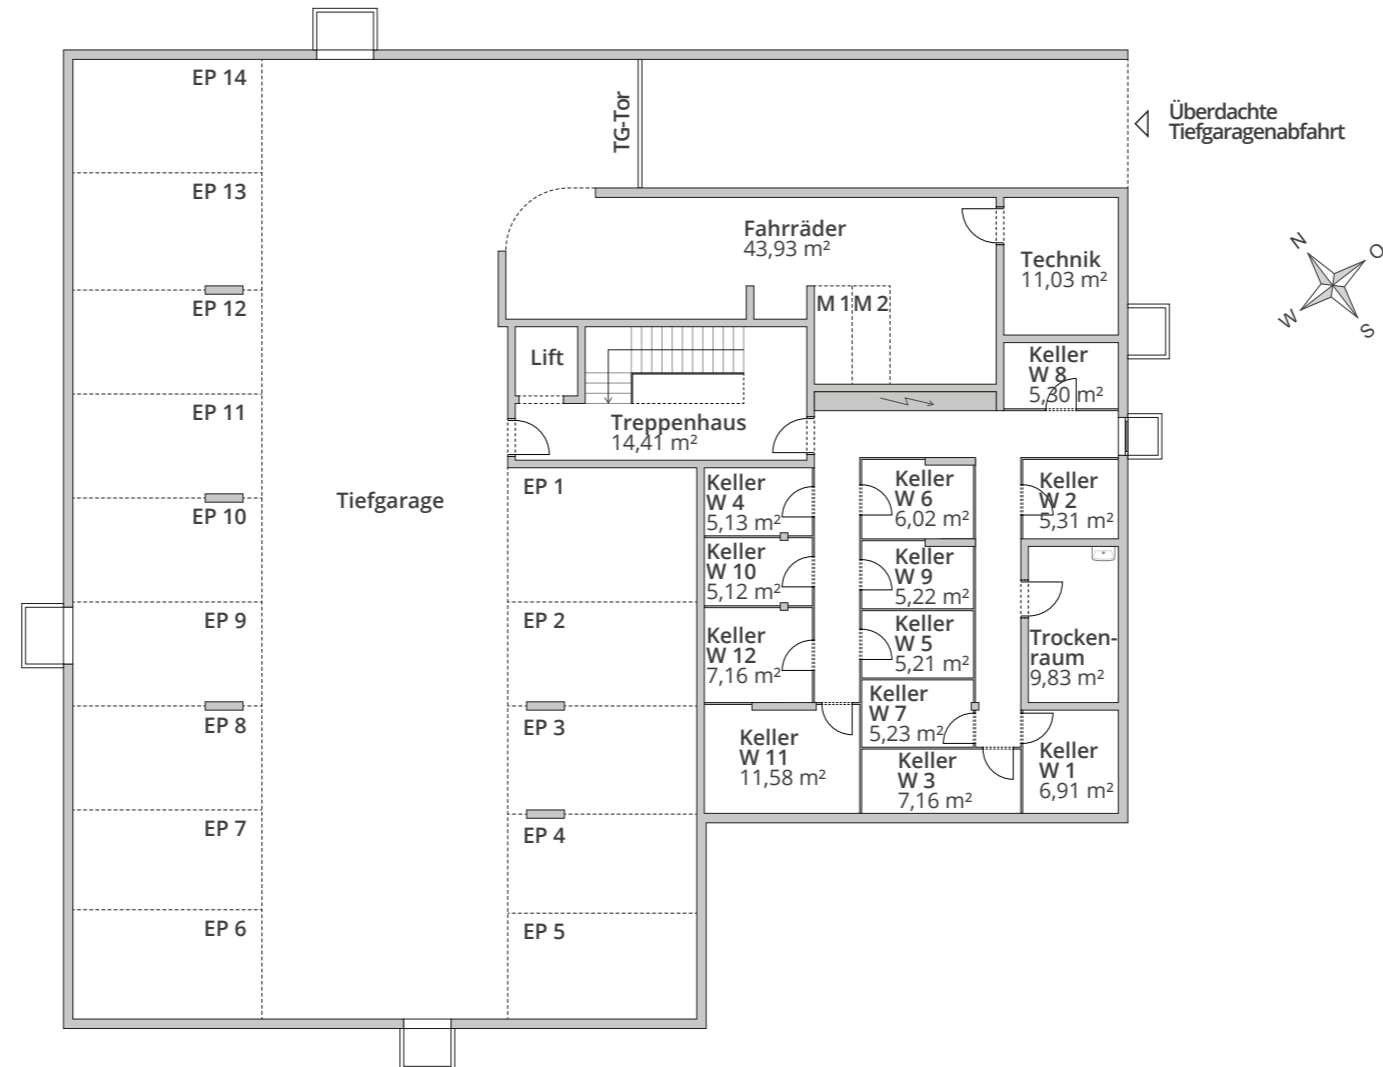 EP 14
EP 13
EP 12
EP 11
EP 10
EP 9
EP 8
EP 7
EP 6
Tiefgarage
TG-Tor
Überdachte
Tiefgaragenabfahrt
Fahrräder
43,93 m²
M 1
M 2
Technik
11,03 m²
N
O
W
S
Lift
Treppenhaus
14,41 m²
Keller
W 8
5,30 m²
EP 1
EP 2
EP 3
EP 4
EP 5
Keller
W 4
5,13 m²
Keller
W 10
5,12 m²
Keller
W 12
7,16 m²
Keller
W 11
11,58 m²
Keller
W 6
6,02 m²
Keller
W 9
5,22 m²
Keller
W 5
5,21 m²
Keller
W 7
5,23 m²
Keller
W 3
7,16 m²
Keller
W 2
5,31 m²
Trocken-
raum
9,83 m²
Keller
W 1
6,91 m²